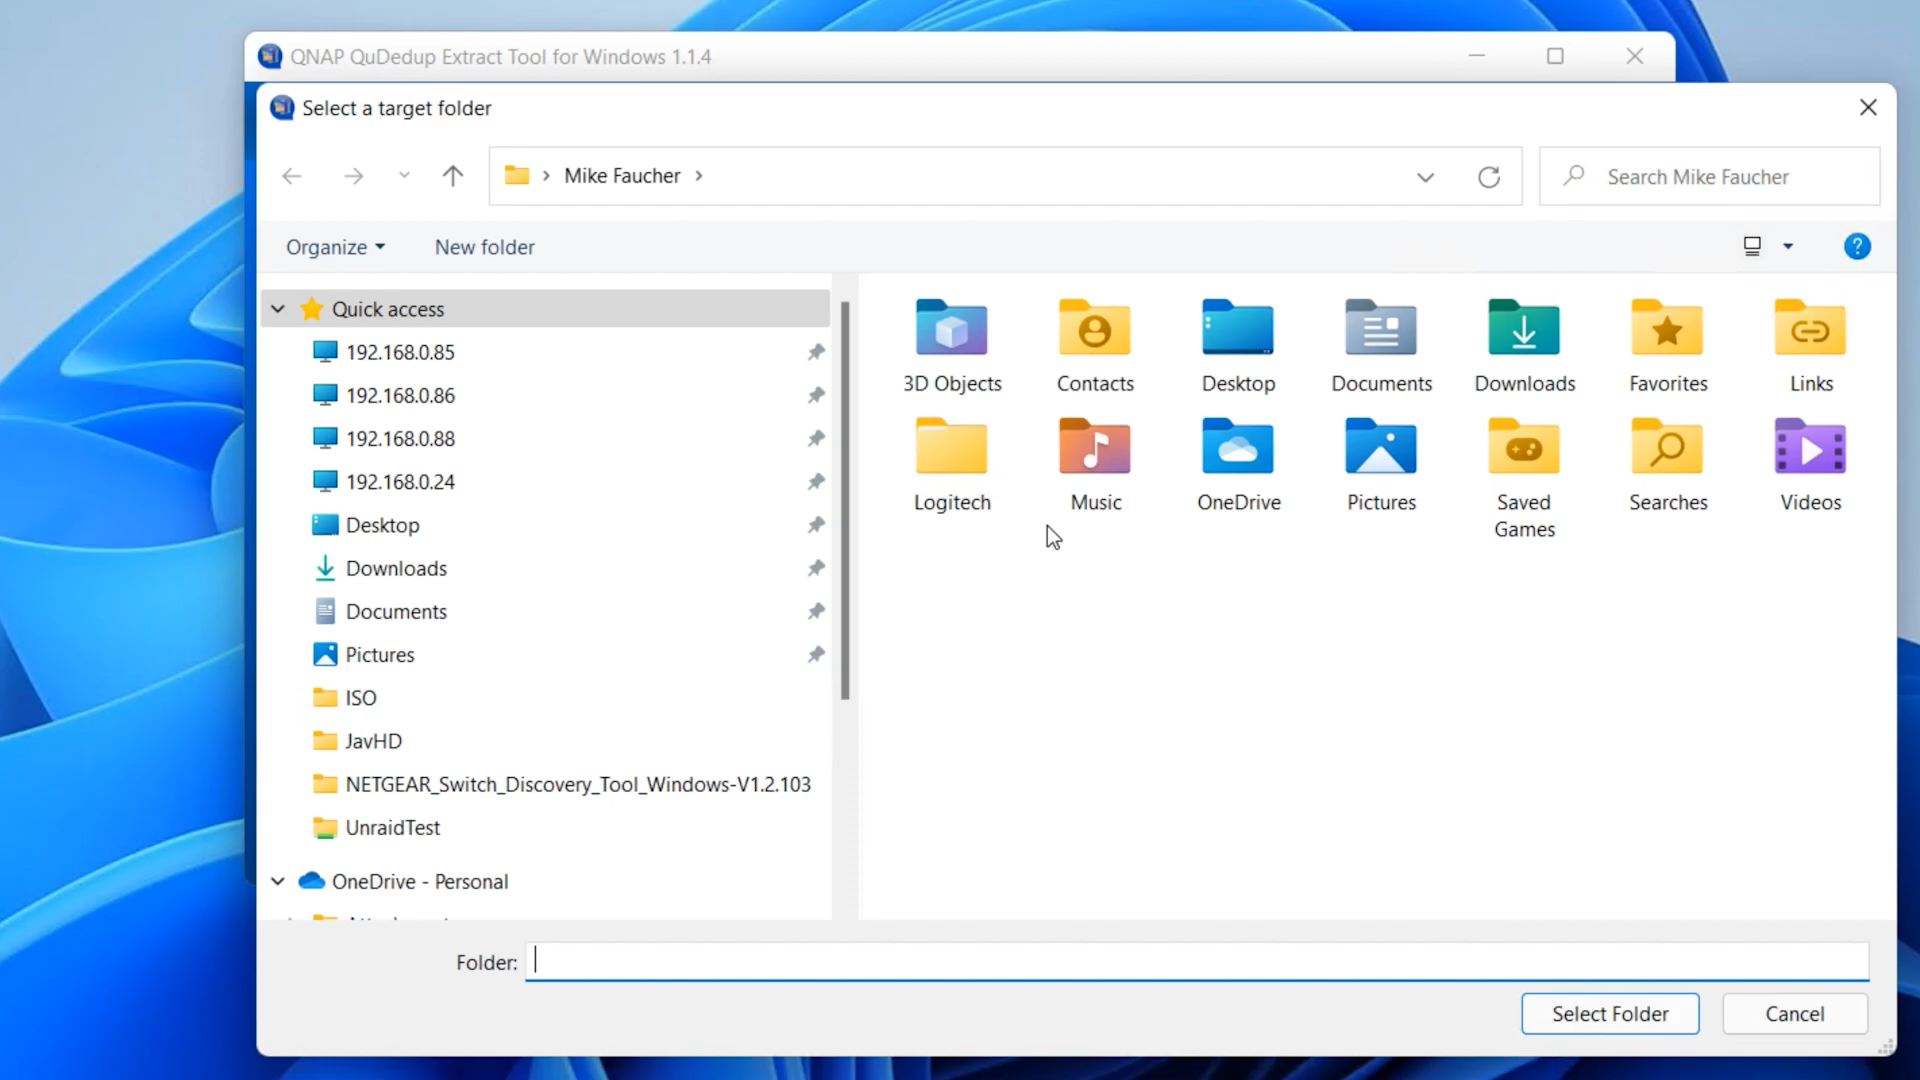 QNAP QuDedup Extract Tool for Windows 1.1.4
Select a target folder
Mike Faucher
Search Mike Faucher
Organize
New folder
?
Quick access
192.168.0.85
192.168.0.86
192.168.0.88
192.168.0.24
Desktop
Downloads
Documents
Pictures
ISO
JavHD
NETGEAR_Switch_Discovery_Tool_Windows-V1.2.103
UnraidTest
OneDrive - Personal
3D Objects
Contacts
Desktop
Documents
Downloads
Favorites
Links
Logitech
Music
OneDrive
Pictures
Saved
Games
Searches
Videos
Folder:
Select Folder
Cancel